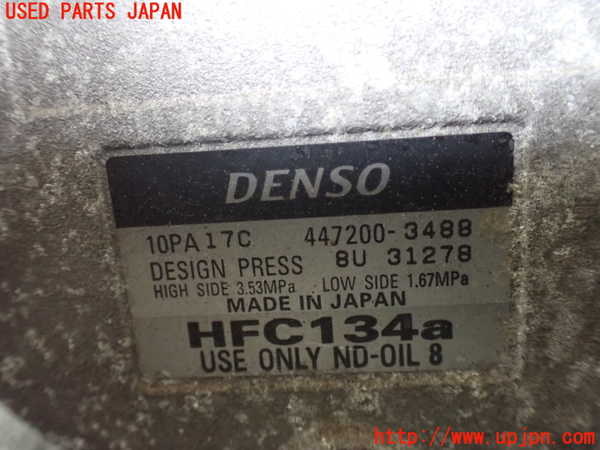 USED PARTS JAPAN
DENSO
10PA17C 447200-3488
DESIGN PRESS 8U 31278
HIGH SIDE 3.53MPa LOW SIDE 1.67MPa
MADE IN JAPAN
HFC134a
USE ONLY ND-OIL 8
http://www.upjpn.com/